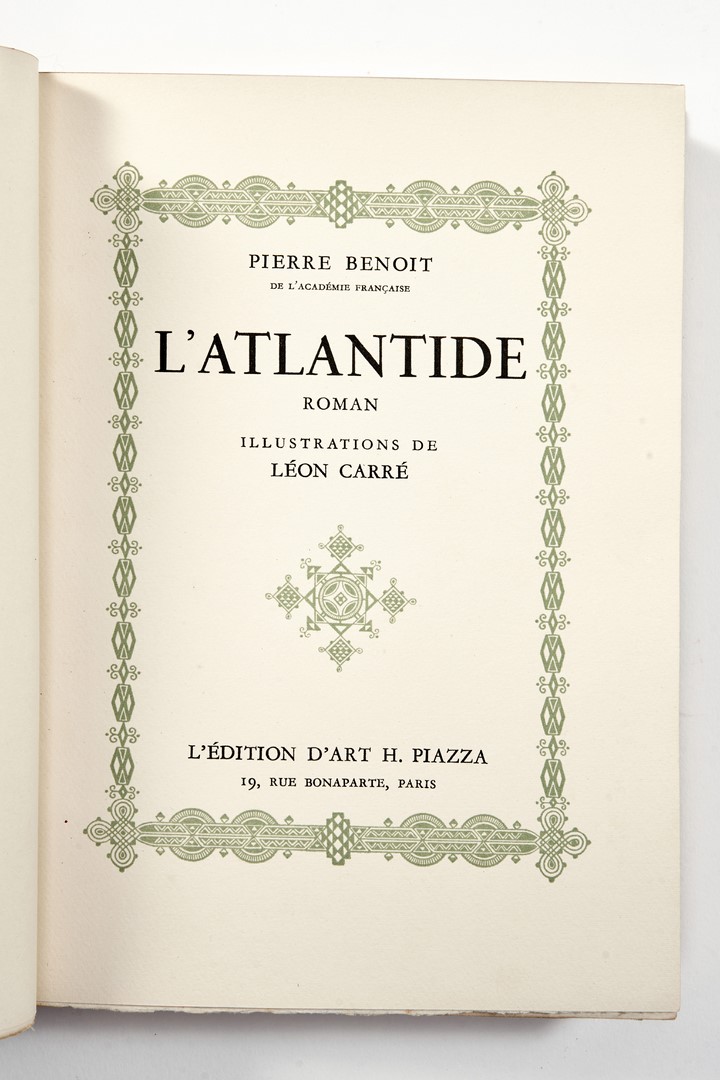 PIERRE BENOIT
DE L'ACADÉMIE FRANÇAISE
L'ATLANTIDE
ROMAN
ILLUSTRATIONS DE
LÉON CARRÉ
L'ÉDITION D'ART H. PIAZZA
19, RUE BONAPARTE, PARIS